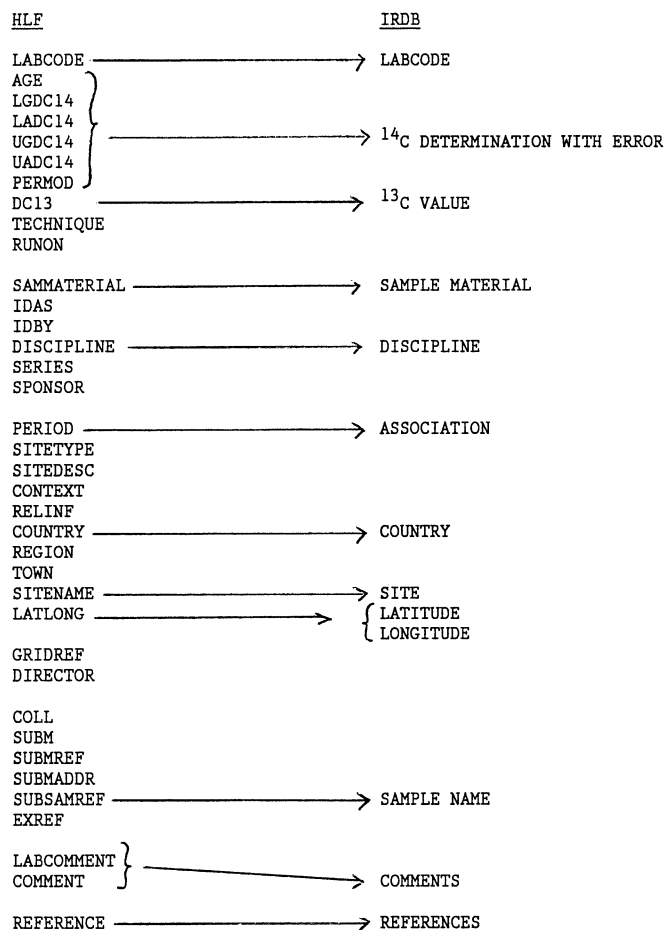 HLF IRDB
LABCODE LABCODE
AGE
LGDC14
LADC14
UGDC14 14C DETERMINATION WITH ERROR
UADC14
PERMOD
DC13 13C VALUE
TECHNIQUE
RUNON
SAMMATERIAL SAMPLE MATERIAL
IDAS
IDBY
DISCIPLINE DISCIPLINE
SERIES
SPONSOR
PERIOD ASSOCIATION
SITETYPE
SITEDESC
CONTEXT
RELINF
COUNTRY COUNTRY
REGION
TOWN
SITENAME SITE
LATLONG LATITUDE
LONGITUDE
GRIDREF
DIRECTOR
COLL
SUBM
SUBMREF
SUBMADDR
SUBSAMREF SAMPLE NAME
EXREF
LABCOMMENT
COMMENT COMMENTS
REFERENCE REFERENCES